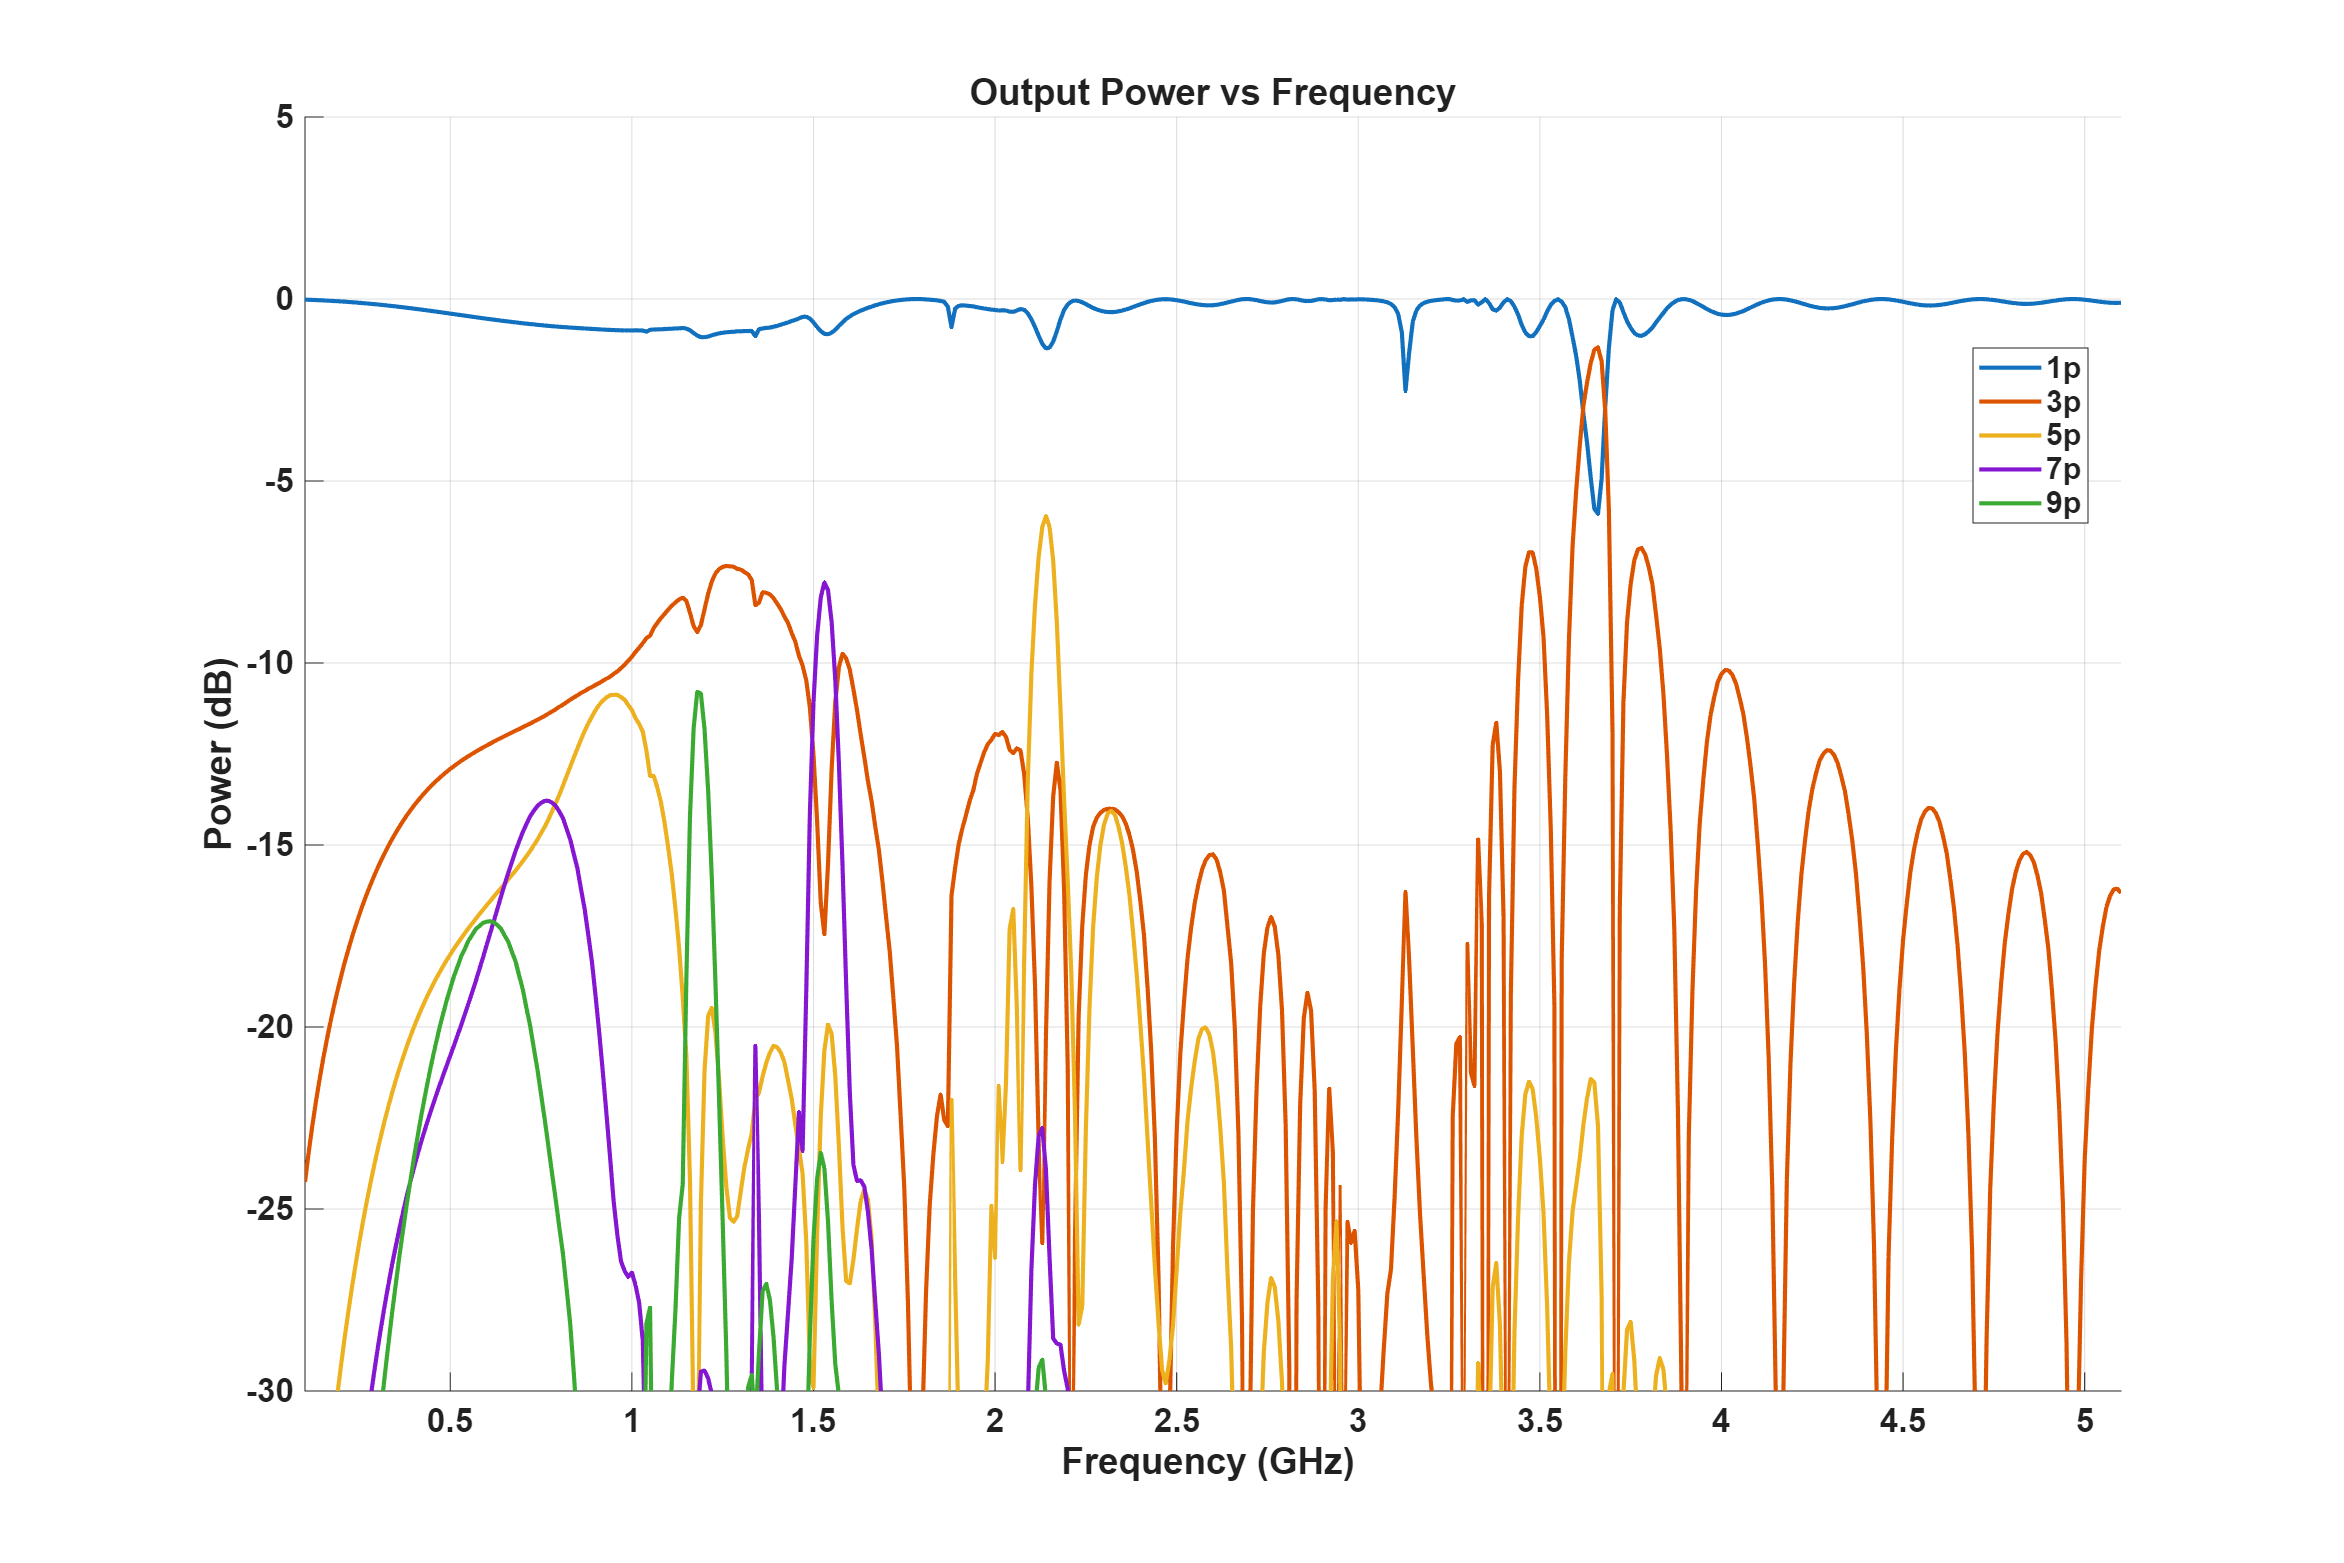 Output Power vs Frequency
5
0
-5
-10
-15
-20
-25
-30
Power (dB)
1p
3p
5p
7p
9p
0.5 1 1.5 2 2.5 3 3.5 4 4.5 5
Frequency (GHz)